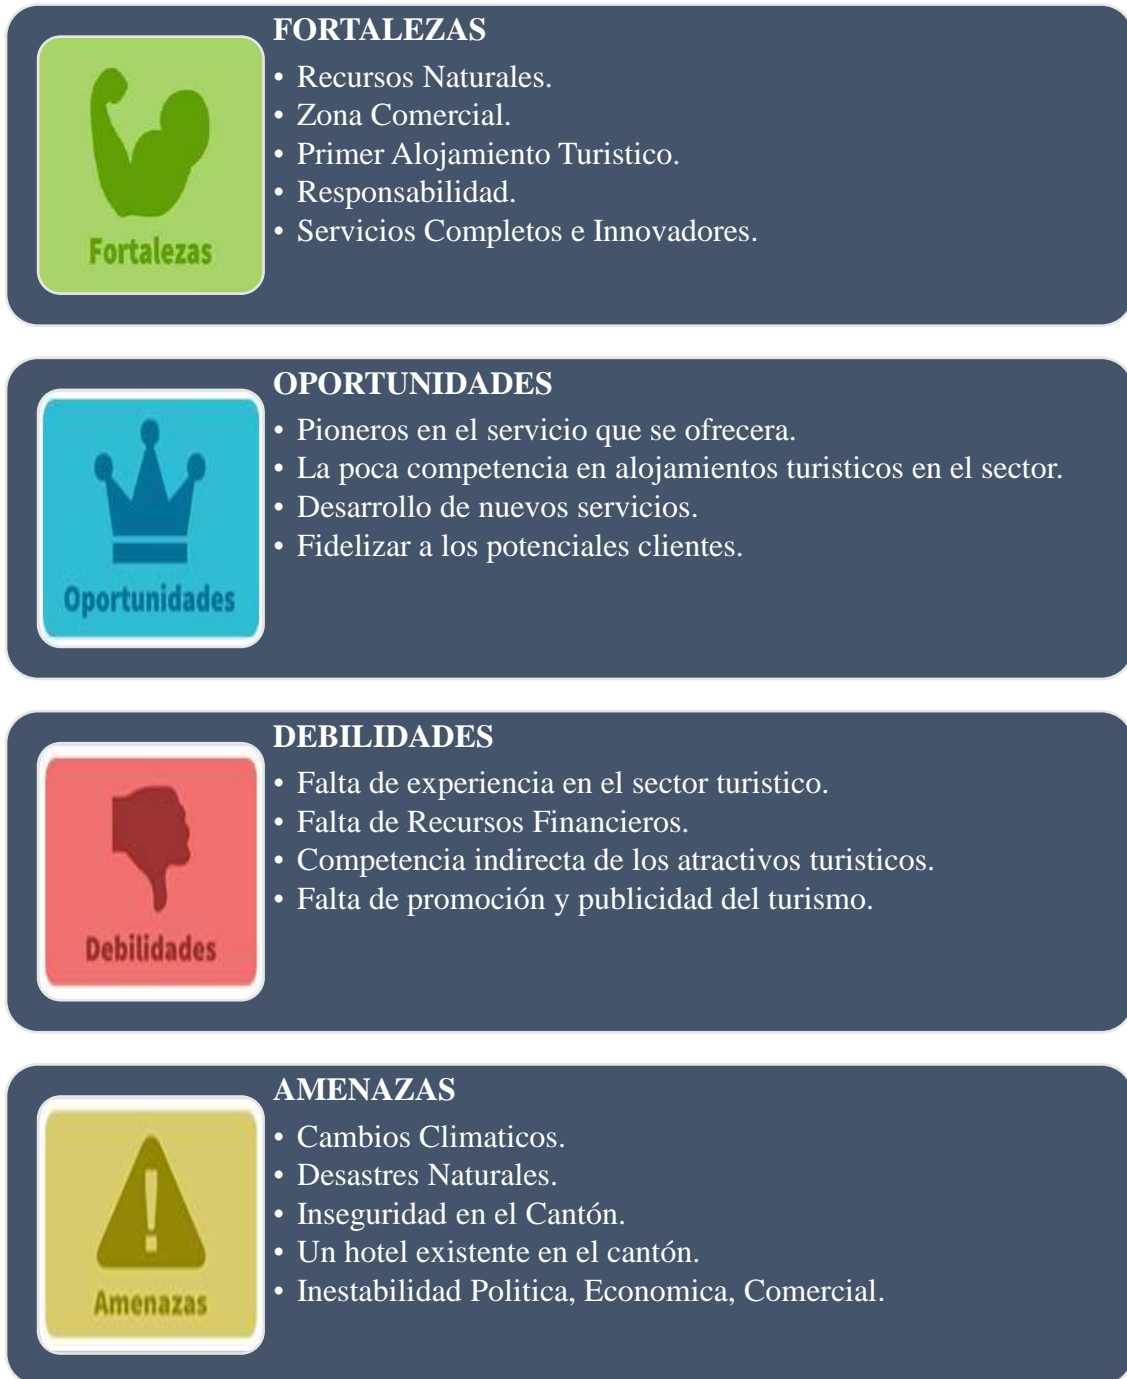 FORTALEZAS
• Recursos Naturales.
• Zona Comercial.
• Primer Alojamiento Turistico.
• Responsabilidad.
• Servicios Completos e Innovadores.
Fortalezas
OPORTUNIDADES
• Pioneros en el servicio que se ofrecera.
• La poca competencia en alojamientos turisticos en el sector.
• Desarrollo de nuevos servicios.
• Fidelizar a los potenciales clientes.
Oportunidades
DEBILIDADES
• Falta de experiencia en el sector turistico.
• Falta de Recursos Financieros.
• Competencia indirecta de los atractivos turisticos.
• Falta de promoción y publicidad del turismo.
Debilidades
AMENAZAS
• Cambios Climaticos.
• Desastres Naturales.
• Inseguridad en el Cantón.
• Un hotel existente en el cantón.
• Inestabilidad Politica, Economica, Comercial.
Amenazas